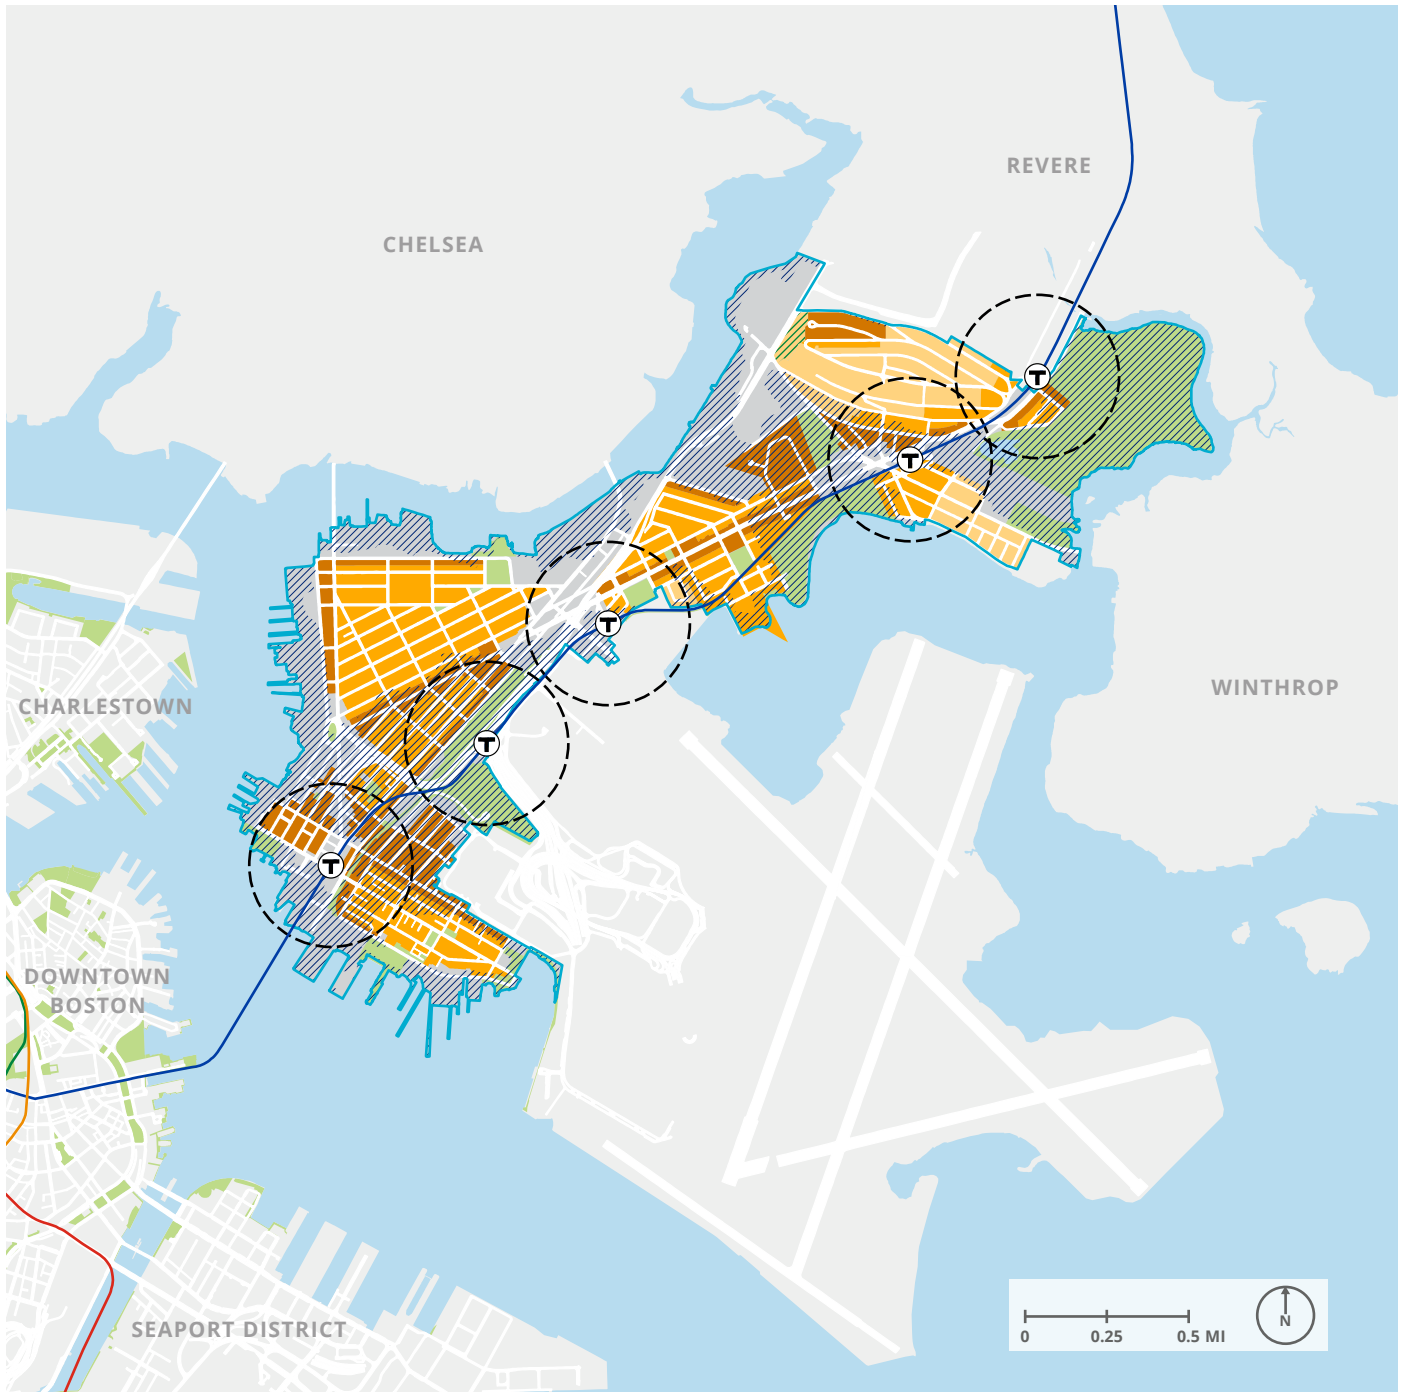 REVERE
CHELSEA
T
T
T
WINTHROP
CHARLESTOWN
T
T
DOWNTOWN
BOSTON
SEAPORT DISTRICT
N
0 0.25 0.5 MI